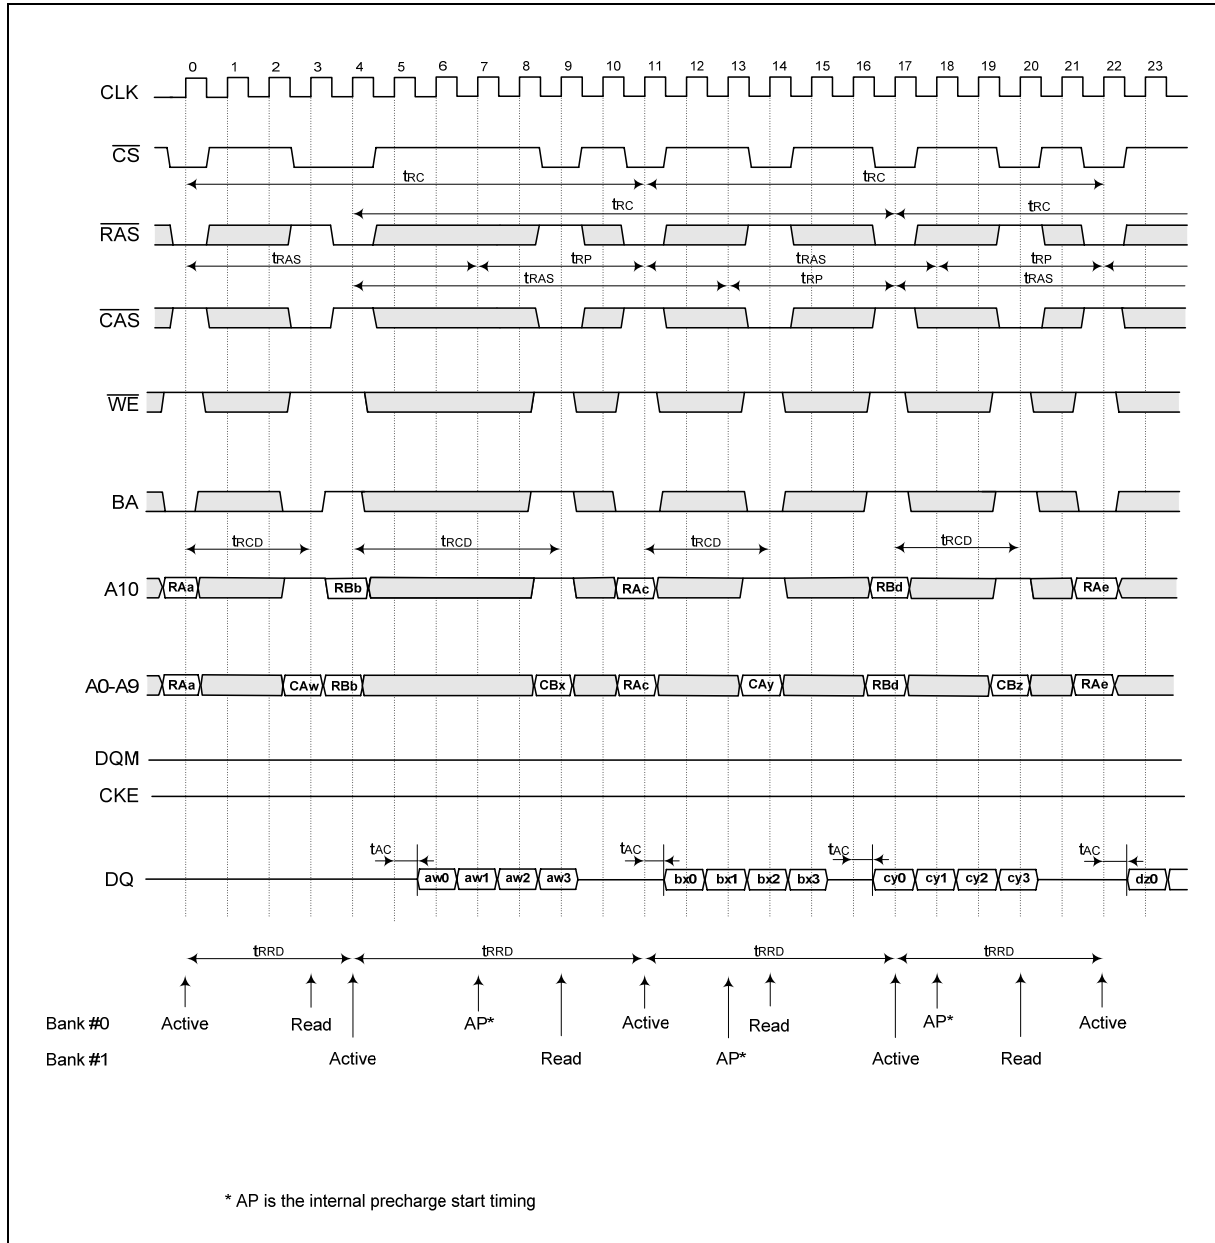 0 1 2 3 4 5 6 7 8 9 10 11 12 13 14 15 16 17 18 19 20 21 22 23
CLK
CS
tRC tRC
tRC tRC
RAS
tRAS tRP tRAS tRP
tRAS tRP tRAS
CAS
WE
BA
tRCD tRCD tRCD tRCD
A10 RAa RBb RAc RBd RAe
A0-A9 RAa CAw RBb CBx RAc CAy RBd CBz RAe
DQM
CKE
tAC tAC tAC tAC
DQ aw0 aw1 aw2 aw3 bx0 bx1 bx2 bx3 cy0 cy1 cy2 cy3 dz0
tRRD tRRD tRRD tRRD
Bank #0 Active Read AP* Active Read AP* Active
Bank #1 Active Read AP* Active Read
* AP is the internal precharge start timing